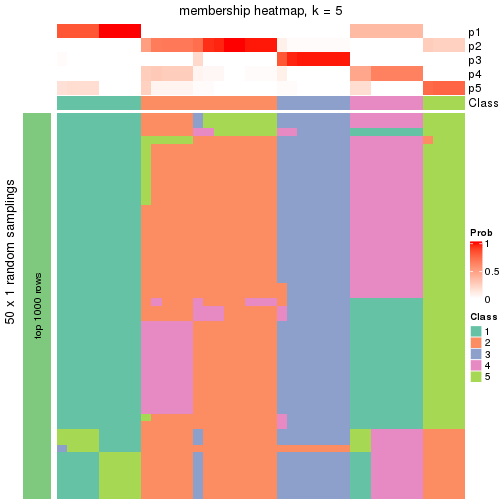 membership heatmap, k = 5
p1
p2
p3
p4
p5
Class
50 x 1 random samplings
top 1000 rows
Prob
1
0.5
0
Class
1
2
3
4
5